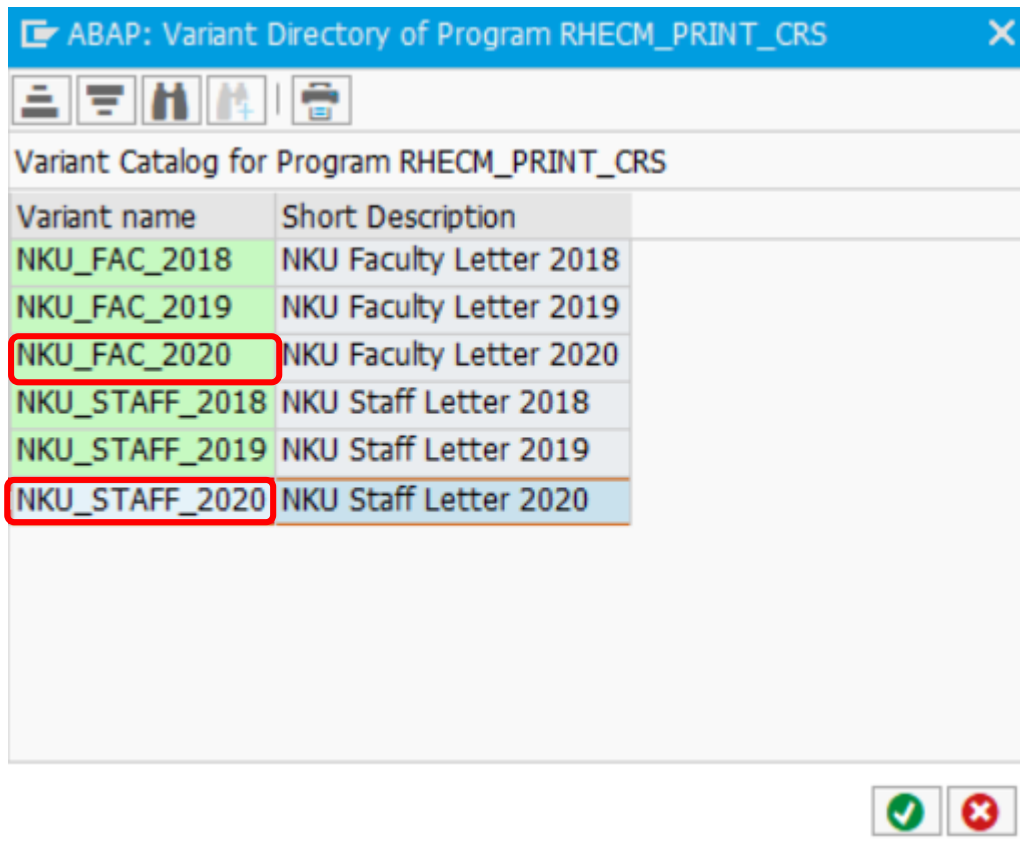 ABAP: Variant Directory of Program RHECM_PRINT_CRS
Variant Catalog for Program RHECM_PRINT_CRS
Variant name Short Description
NKU_FAC_2018 NKU Faculty Letter 2018
NKU_FAC_2019 NKU Faculty Letter 2019
NKU_FAC_2020 NKU Faculty Letter 2020
NKU_STAFF_2018 NKU Staff Letter 2018
NKU_STAFF_2019 NKU Staff Letter 2019
NKU_STAFF_2020 NKU Staff Letter 2020